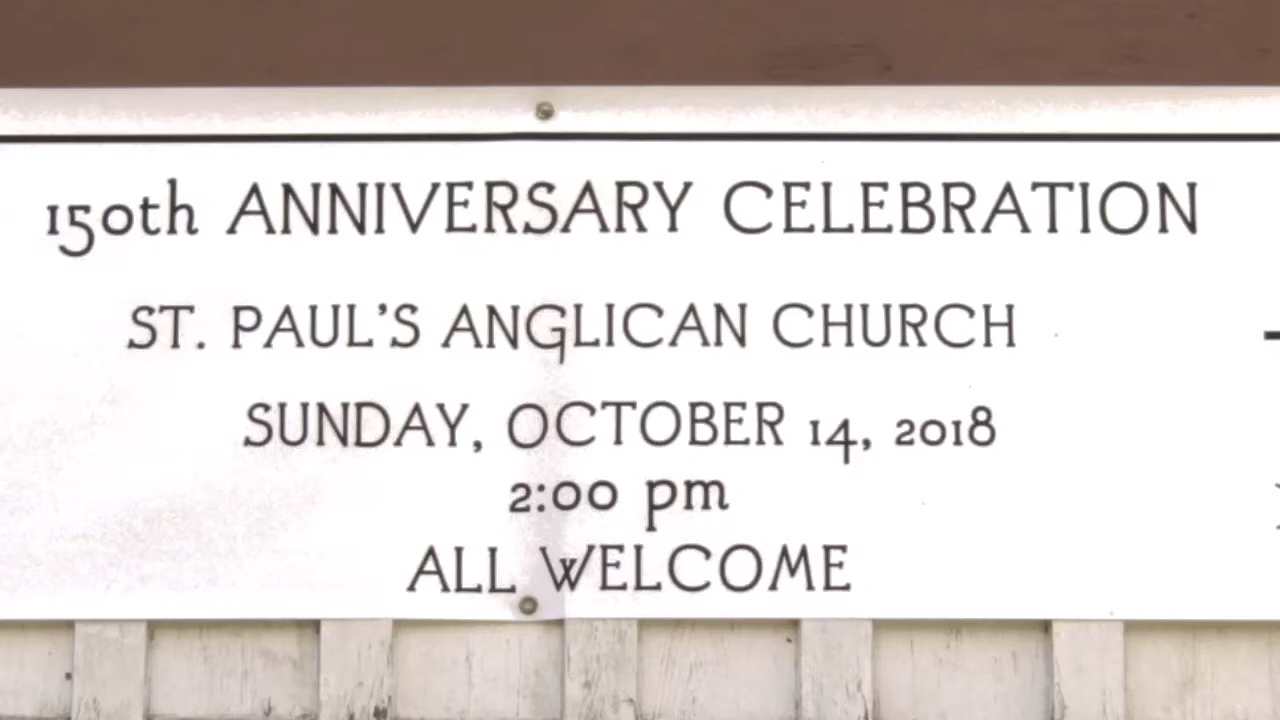 150th ANNIVERSARY CELEBRATION
ST. PAUL'S ANGLICAN CHURCH
SUNDAY, OCTOBER 14, 2018
2:00 pm
ALL WELCOME